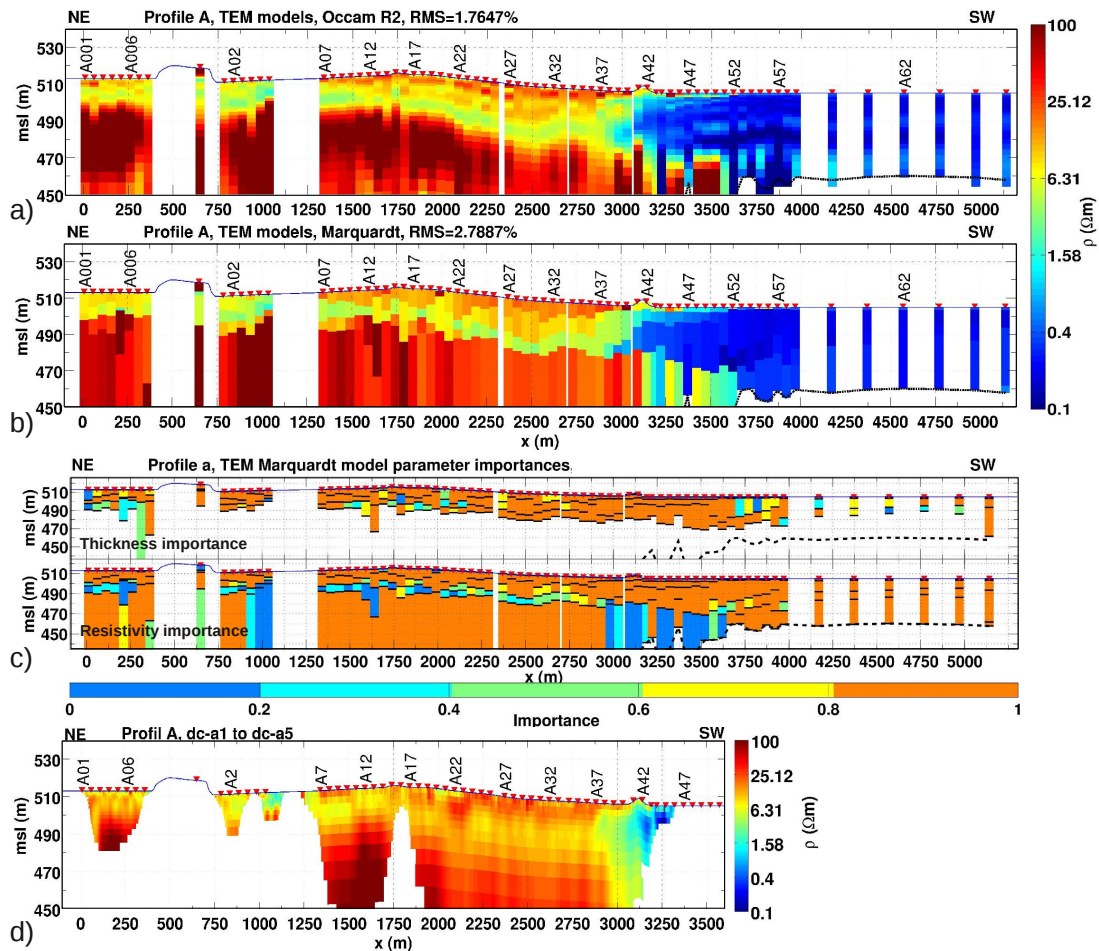 NE Profile A, TEM models, Occam R2, RMS=1.7647% SW
A001 A006 A02 A07 A12 A17 A22 A27 A32 A37 A42 A47 A52 A57 A62
msl (m)
530
510
490
470
450
0 250 500 750 1000 1250 1500 1750 2000 2250 2500 2750 3000 3250 3500 3750 4000 4250 4500 4750 5000
a)
100
25.12
6.31
1.58
0.4
0.1
ρ (Ωm)
NE Profile A, TEM models, Marquardt, RMS=2.7887% SW
A001 A006 A02 A07 A12 A17 A22 A27 A32 A37 A42 A47 A52 A57 A62
msl (m)
530
510
490
470
450
0 250 500 750 1000 1250 1500 1750 2000 2250 2500 2750 3000 3250 3500 3750 4000 4250 4500 4750 5000
x (m)
b)
NE Profile a, TEM Marquardt model parameter importances, SW
msl (m)
510
490
470
450
Thickness importance
510
490
470
450
Resistivity importance
0 250 500 750 1000 1250 1500 1750 2000 2250 2500 2750 3000 3250 3500 3750 4000 4250 4500 4750 5000
x (m)
c)
0 0.2 0.4 0.6 0.8 1
Importance
NE Profil A, dc-a1 to dc-a5 SW
A01 A06 A2 A7 A12 A17 A22 A27 A32 A37 A42 A47
msl (m)
530
510
490
470
450
0 250 500 750 1000 1250 1500 1750 2000 2250 2500 2750 3000 3250 3500
x (m)
d)
100
25.12
6.31
1.58
0.4
0.1
ρ (Ωm)